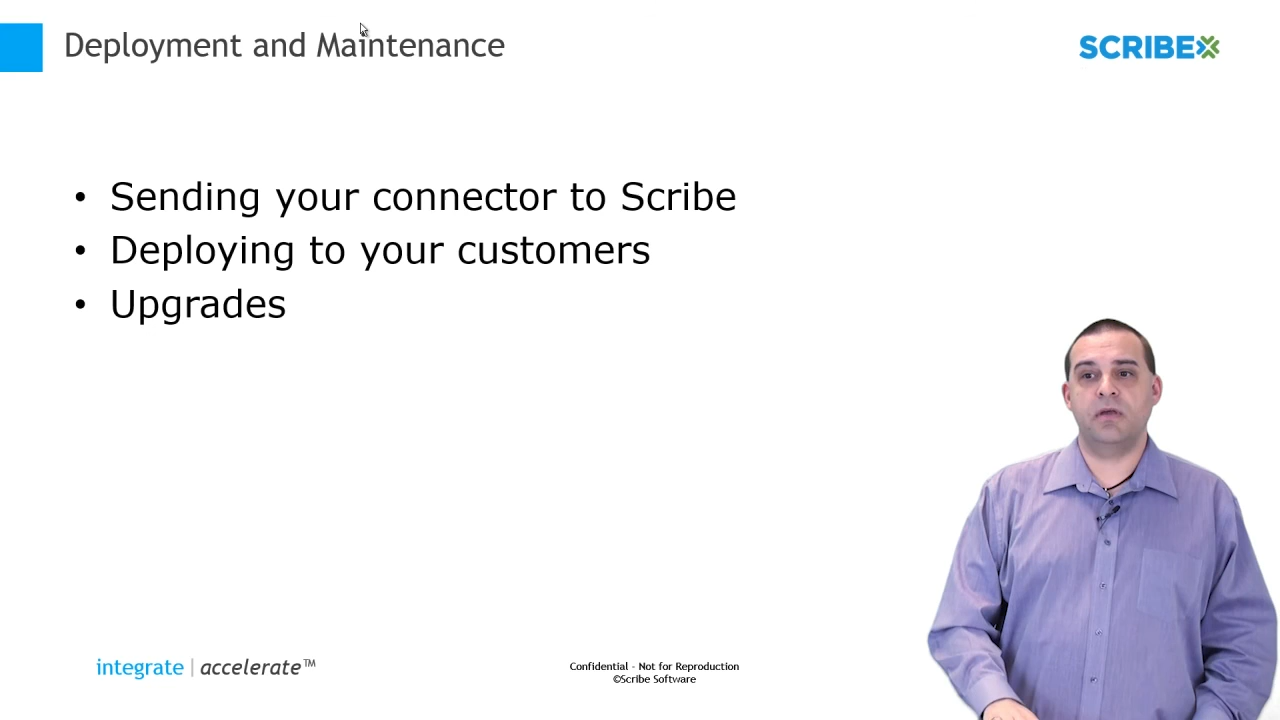 Deployment and Maintenance
SCRIBE
• Sending your connector to Scribe
• Deploying to your customers
• Upgrades
integrate | accelerate™
Confidential - Not for Reproduction
©Scribe Software